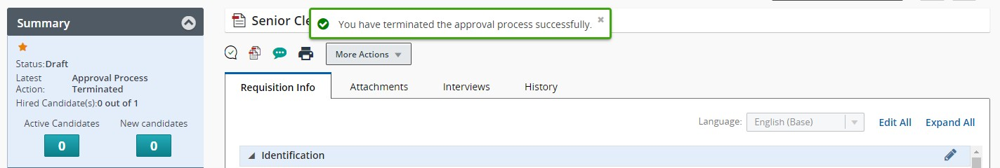 Summary
Status:Draft
Latest Action: Approval Process Terminated
Hired Candidate(s):0 out of 1
Active Candidates New candidates
0 0
Senior Cle
You have terminated the approval process successfully.
More Actions
Requisition Info Attachments Interviews History
Language: English (Base) Edit All Expand All
Identification